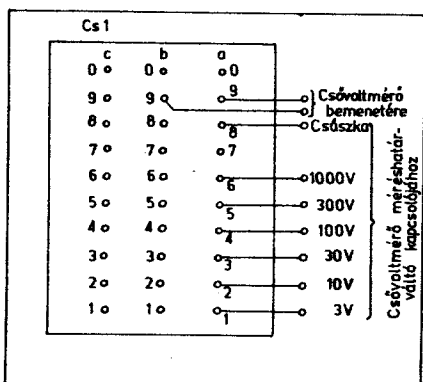 Cs 1
c b a
0 0 0
9 9 9 Csővoltmérő bemenetére
8 8 8 Csúszka
7 7 7
6 6 6 1000V
5 5 5 300V
4 4 4 100V
3 3 3 30V
2 2 2 10V
1 1 1 3V
Csővoltmérő méréshatár-
váltó kapcsolójához